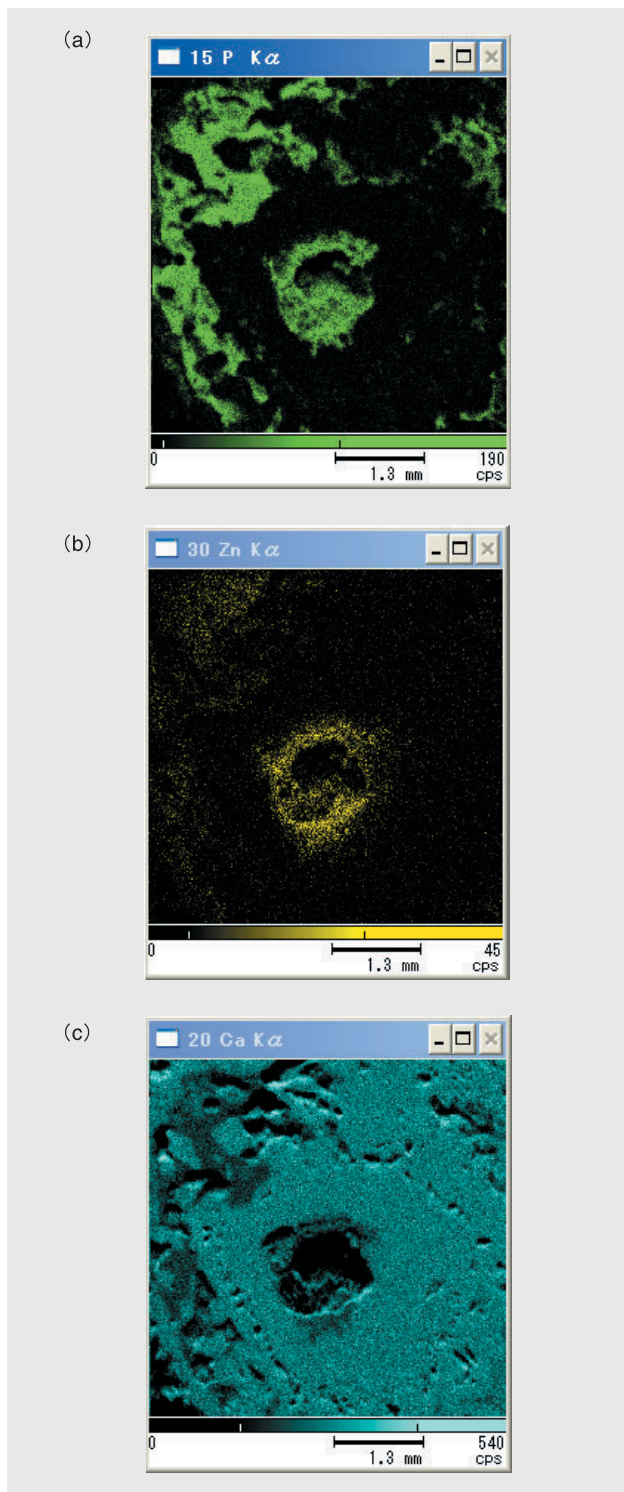 (a)
15 P Kα
0 190
1.3 mm cps
(b)
30 Zn Kα
0 45
1.3 mm cps
(c)
20 Ca Kα
0 540
1.3 mm cps